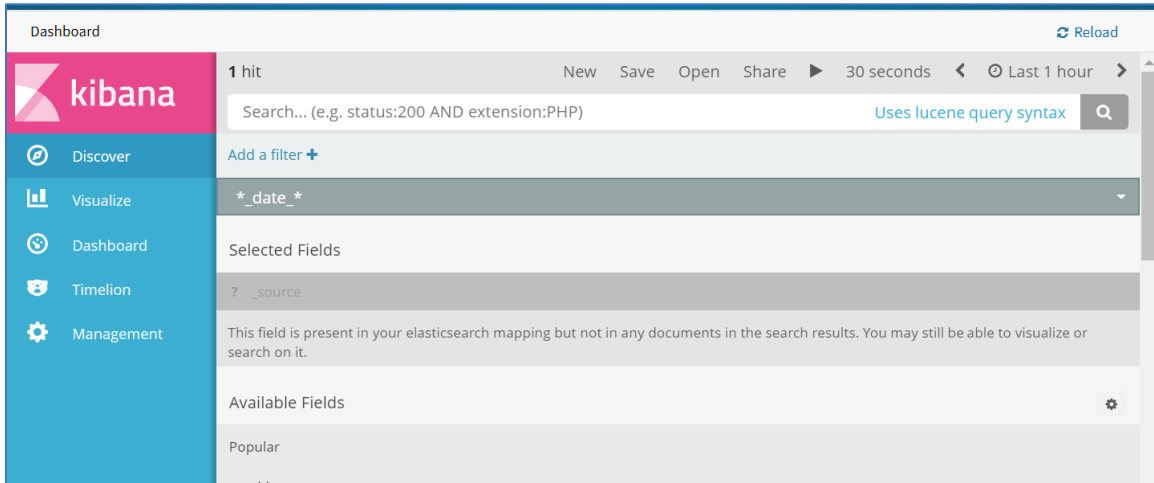 Dashboard
Reload
kibana
Discover
Visualize
Dashboard
Timelion
Management
1 hit
New Save Open Share 30 seconds Last 1 hour
Search... (e.g. status:200 AND extension:PHP) Uses lucene query syntax
Add a filter +
*_date_*
Selected Fields
? _source
This field is present in your elasticsearch mapping but not in any documents in the search results. You may still be able to visualize or
search on it.
Available Fields
Popular